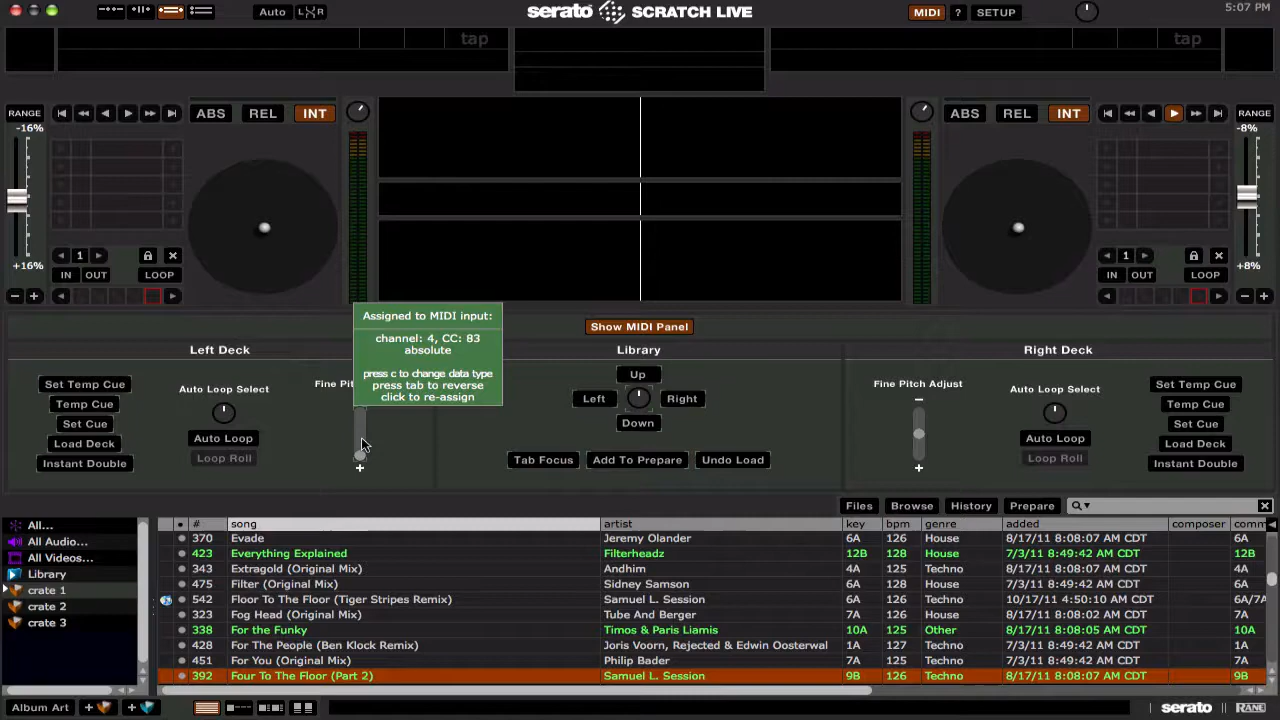 Auto
L R
serato SCRATCH LIVE
MIDI
?
SETUP
5:07 PM
tap
tap
RANGE
-16%
ABS
REL
INT
ABS
REL
INT
RANGE
-8%
+16%
1
IN
OUT
LOOP
1
IN
OUT
LOOP
+8%
Assigned to MIDI input:
channel: 4, CC: 83
absolute
press c to change data type
press tab to reverse
click to re-assign
Show MIDI Panel
Left Deck
Library
Right Deck
Set Temp Cue
Temp Cue
Set Cue
Load Deck
Instant Double
Auto Loop Select
Auto Loop
Loop Roll
Fine Pit
+
Up
Left
Right
Down
Tab Focus
Add To Prepare
Undo Load
Fine Pitch Adjust
−
+
Auto Loop Select
Auto Loop
Loop Roll
Set Temp Cue
Temp Cue
Set Cue
Load Deck
Instant Double
Files
Browse
History
Prepare
All...
All Audio...
All Videos...
Library
crate 1
crate 2
crate 3
# song artist key bpm genre added composer comm
370 Evade Jeremy Olander 6A 126 House 8/17/11 8:08:07 AM CDT 6A
423 Everything Explained Filterheadz 12B 128 House 7/3/11 8:49:42 AM CDT 12B
343 Extragold (Original Mix) Andhim 4A 125 Techno 8/17/11 8:08:07 AM CDT 4A
475 Filter (Original Mix) Sidney Samson 6A 128 House 7/3/11 8:49:42 AM CDT 6A
542 Floor To The Floor (Tiger Stripes Remix) Samuel L. Session 6A 126 Techno 10/17/11 4:50:10 AM CDT 6A/7A
323 Fog Head (Original Mix) Tube And Berger 7A 126 House 8/17/11 8:08:02 AM CDT 7A
338 For the Funky Timos & Paris Liamis 10A 125 Other 8/17/11 8:08:05 AM CDT 10A
428 For The People (Ben Klock Remix) Joris Voorn, Rejected & Edwin Oosterwal 1A 127 Techno 7/3/11 8:49:42 AM CDT 1A
451 For You (Original Mix) Philip Bader 7A 125 Techno 7/3/11 8:49:42 AM CDT 7A
392 Four To The Floor (Part 2) Samuel L. Session 9B 126 Techno 8/17/11 8:08:07 AM CDT 9B
Album Art
serato
RANE